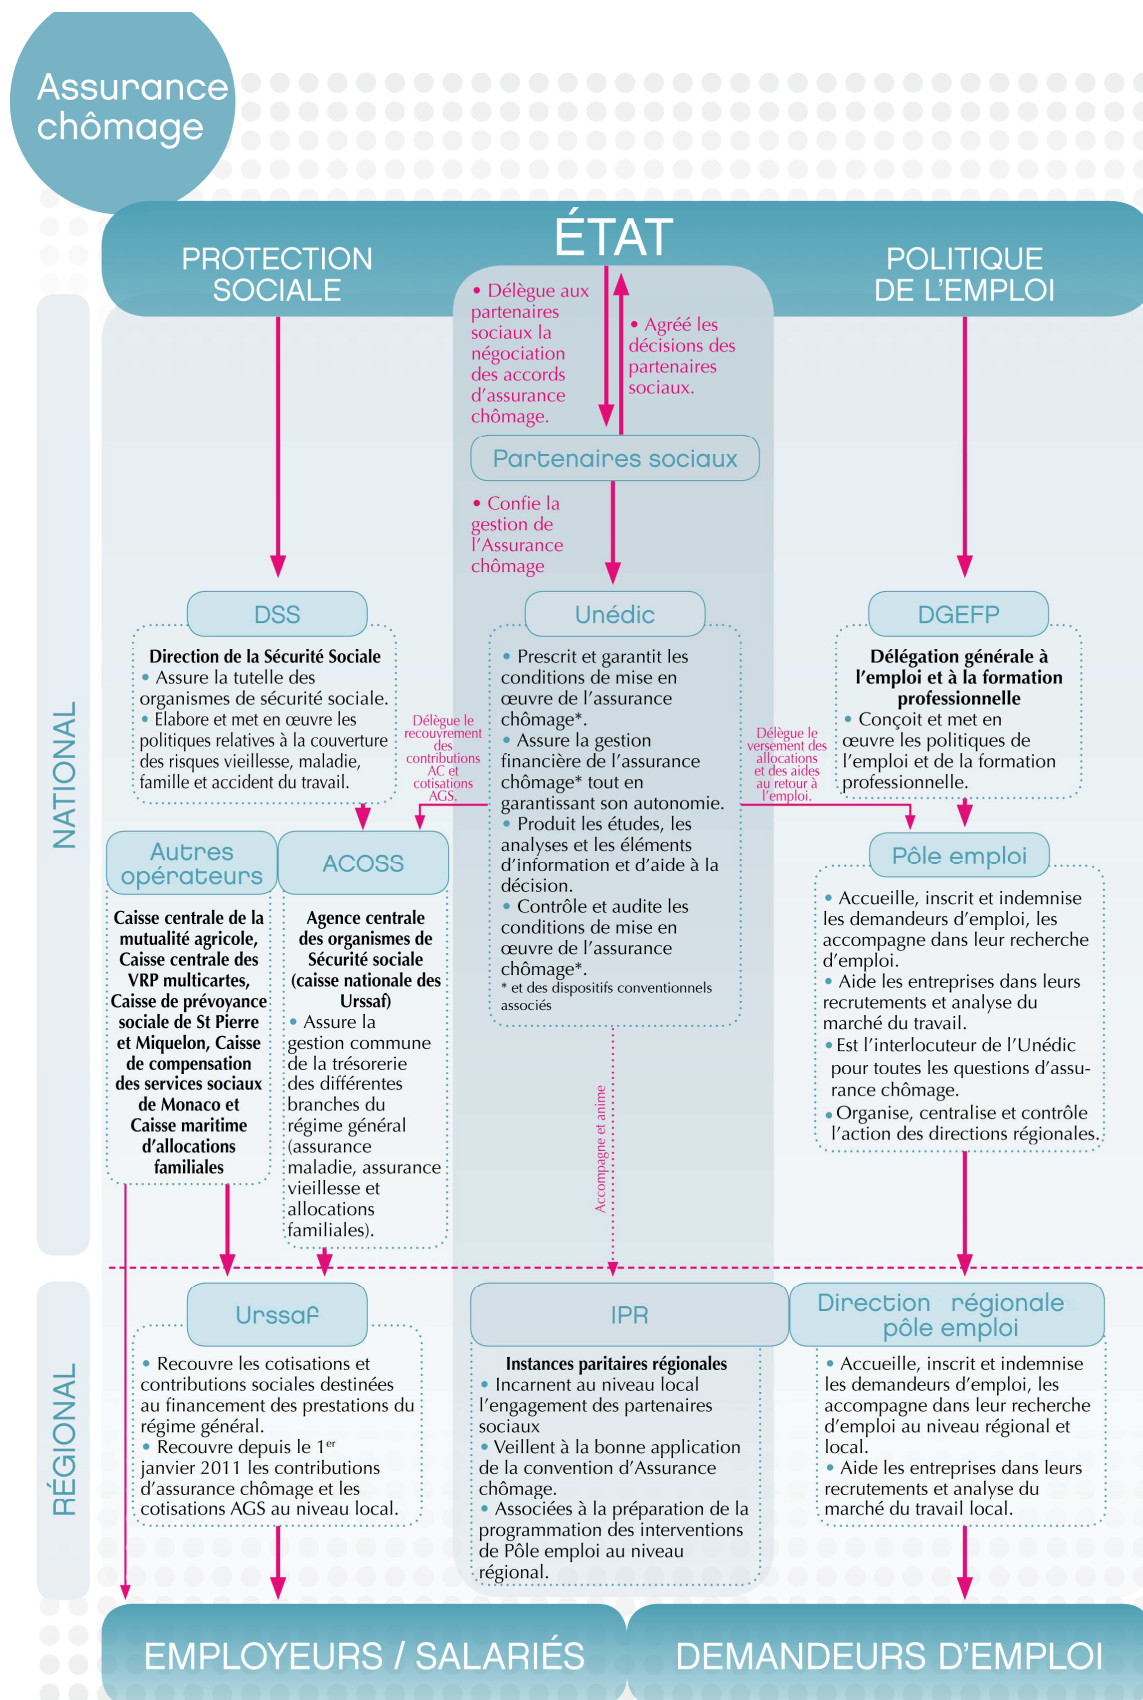 Assurance
chômage
ÉTAT
PROTECTION
SOCIALE
POLITIQUE
DE L'EMPLOI
• Délègue aux
partenaires
sociaux la
négociation
des accords
d'assurance
chômage.
• Agréé les
décisions des
partenaires
sociaux.
Partenaires sociaux
• Confie la
gestion de
l'Assurance
chômage
NATIONAL
DSS
Direction de la Sécurité Sociale
• Assure la tutelle des
organismes de sécurité sociale.
• Elabore et met en œuvre les
politiques relatives à la couverture
des risques vieillesse, maladie,
famille et accident du travail.
Délègue le
recouvrement
des
contributions
AC et
cotisations
AGS.
Unédic
• Prescrit et garantit les
conditions de mise en
œuvre de l'assurance
chômage*.
• Assure la gestion
financière de l'assurance
chômage* tout en
garantissant son autonomie.
• Produit les études, les
analyses et les éléments
d'information et d'aide à la
décision.
• Contrôle et audite les
conditions de mise en
œuvre de l'assurance
chômage*.
* et des dispositifs conventionnels
associés
Délègue le
versement des
allocations
et des aides
au retour à
l'emploi.
DGEFP
Délégation générale à
l'emploi et à la formation
professionnelle
• Conçoit et met en
œuvre les politiques de
l'emploi et de la formation
professionnelle.
Autres
opérateurs
Caisse centrale de la
mutualité agricole,
Caisse centrale des
VRP multicartes,
Caisse de prévoyance
sociale de St Pierre
et Miquelon, Caisse
de compensation
des services sociaux
de Monaco et
Caisse maritime
d'allocations
familiales
ACOSS
Agence centrale
des organismes de
Sécurité sociale
(caisse nationale des
Urssaf)
• Assure la
gestion commune
de la trésorerie
des différentes
branches du
régime général
(assurance
maladie, assurance
vieillesse et
allocations
familiales).
Accompagne et anime
Pôle emploi
• Accueille, inscrit et indemnise
les demandeurs d'emploi, les
accompagne dans leur recherche
d'emploi.
• Aide les entreprises dans leurs
recrutements et analyse du
marché du travail.
• Est l'interlocuteur de l'Unédic
pour toutes les questions d'assu-
rance chômage.
• Organise, centralise et contrôle
l'action des directions régionales.
RÉGIONAL
Urssaf
• Recouvre les cotisations et
contributions sociales destinées
au financement des prestations du
régime général.
• Recouvre depuis le 1er
janvier 2011 les contributions
d'assurance chômage et les
cotisations AGS au niveau local.
IPR
Instances paritaires régionales
• Incarnent au niveau local
l'engagement des partenaires
sociaux
• Veillent à la bonne application
de la convention d'Assurance
chômage.
• Associées à la préparation de la
programmation des interventions
de Pôle emploi au niveau
régional.
Direction régionale
pôle emploi
• Accueille, inscrit et indemnise
les demandeurs d'emploi, les
accompagne dans leur recherche
d'emploi au niveau régional et
local.
• Aide les entreprises dans leurs
recrutements et analyse du
marché du travail local.
EMPLOYEURS / SALARIÉS
DEMANDEURS D'EMPLOI